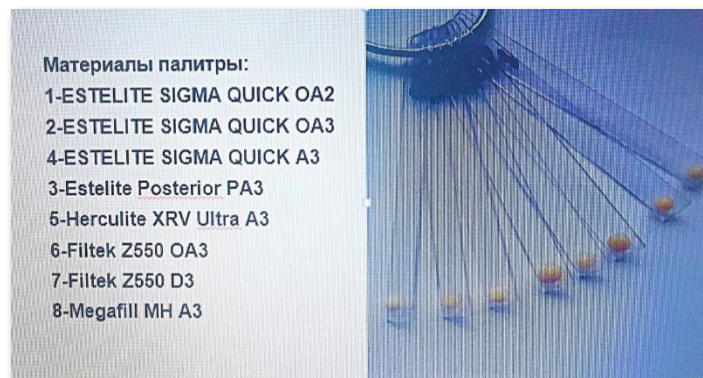 Материалы палитры:
1-ESTELITE SIGMA QUICK OA2
2-ESTELITE SIGMA QUICK OA3
4-ESTELITE SIGMA QUICK A3
3-Estelite Posterior PA3
5-Herculite XRV Ultra A3
6-Filtek Z550 OA3
7-Filtek Z550 D3
8-Megafill MH A3